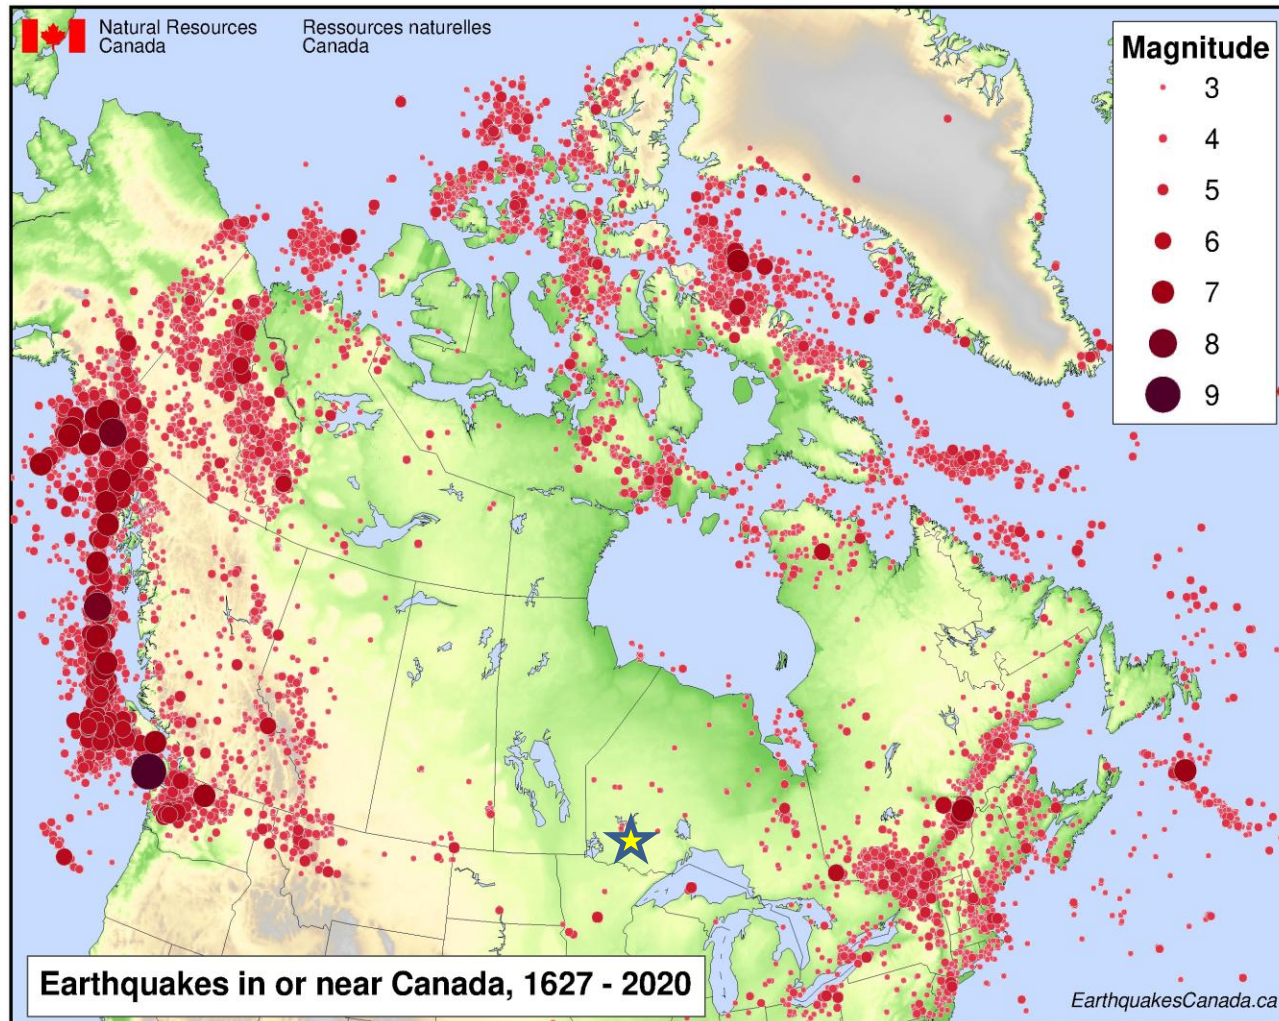 Natural Resources
Canada
Ressources naturelles
Canada
Magnitude
3
4
5
6
7
8
9
Earthquakes in or near Canada, 1627 - 2020
EarthquakesCanada.ca